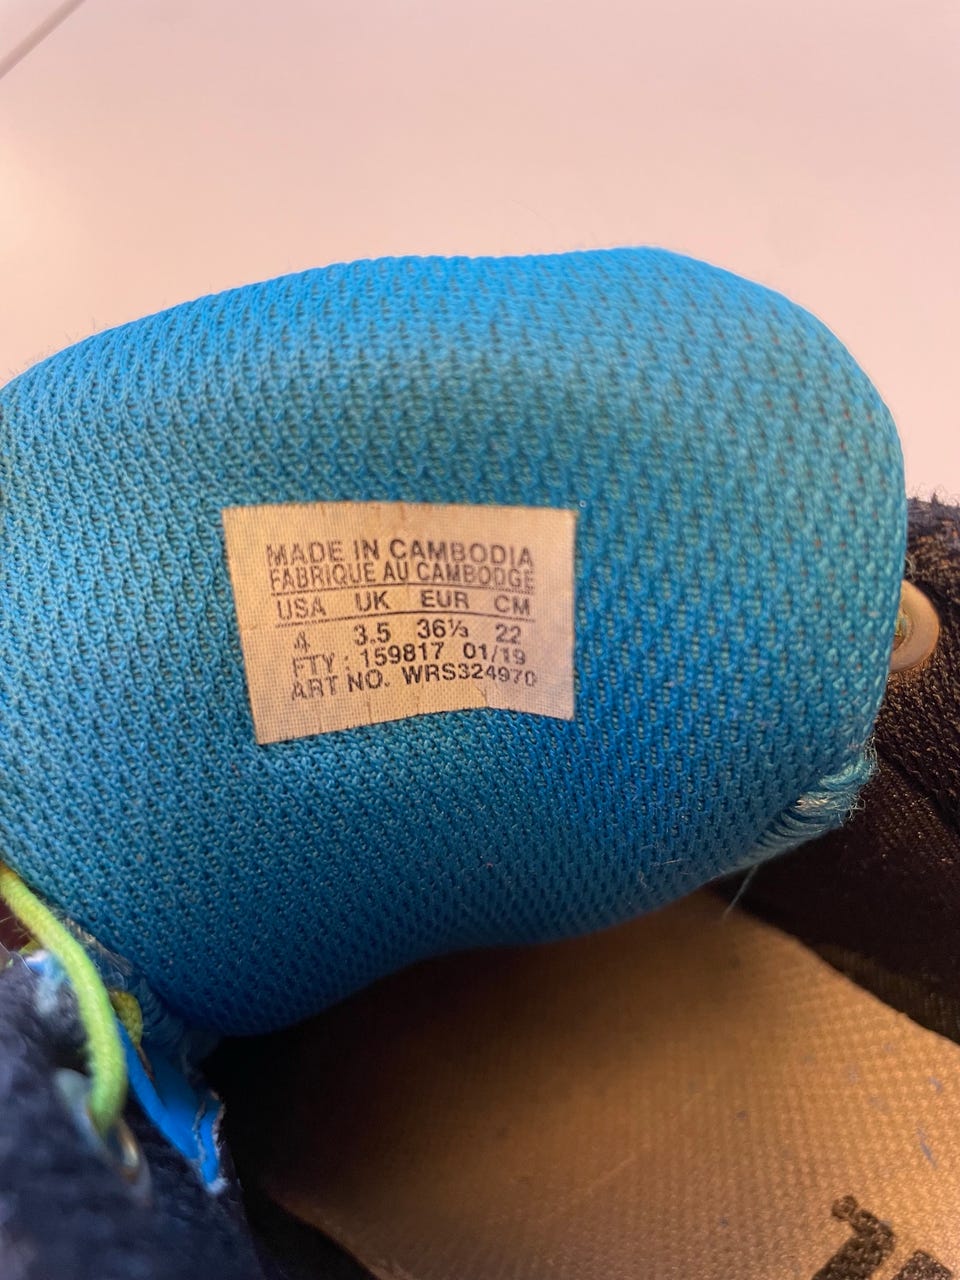 MADE IN CAMBODIA
FABRIQUE AU CAMBODGE
USA UK EUR CM
4 3.5 36⅓ 22
FTY : 159817 01/19
ART NO. WRS324970